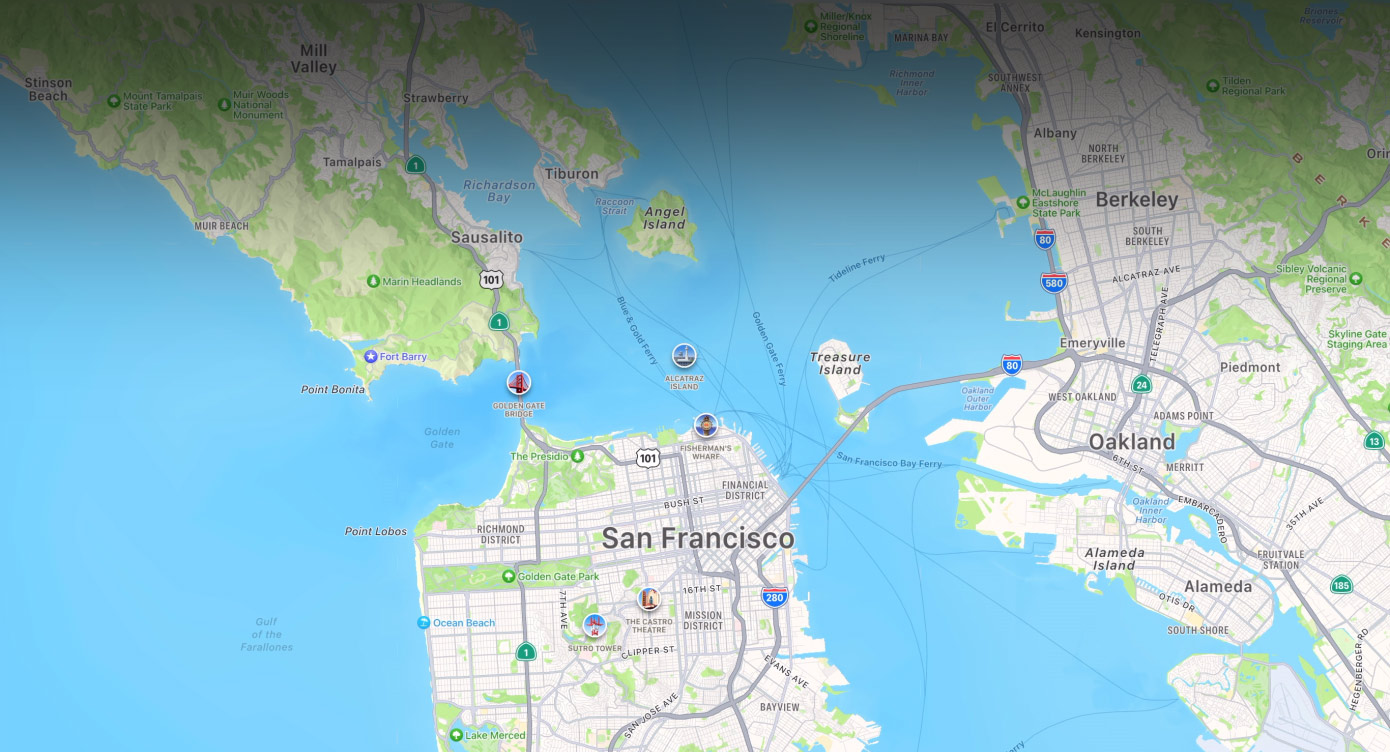 Miller/Knox
Regional
Shoreline
MARINA BAY
El Cerrito
Kensington
Briones
Reservoir
Mill
Valley
Stinson
Beach
Mount Tamalpais
State Park
Muir Woods
National
Monument
Strawberry
Richmond
Inner
Harbor
SOUTHWEST
ANNEX
Tilden
Regional Park
Albany
NORTH
BERKELEY
Tamalpais
1
Tiburon
Richardson
Bay
Raccoon
Strait
Angel
Island
McLaughlin
Eastshore
State Park
Berkeley
B
E
R
K
E
Orin
MUIR BEACH
Sausalito
80
SOUTH
BERKELEY
101
Marin Headlands
Tideline Ferry
580
ALCATRAZ AVE
Sibley Volcanic
Regional
Preserve
1
Blue & Gold Ferry
Golden Gate Ferry
TELEGRAPH AVE
Skyline Gate
Staging Area
Fort Barry
Emeryville
Treasure
Island
80
Piedmont
ALCATRAZ
ISLAND
Point Bonita
GOLDEN GATE
BRIDGE
Oakland
Outer
Harbor
24
WEST OAKLAND
ADAMS POINT
Golden
Gate
Oakland
13
The Presidio
101
FISHERMAN'S
WHARF
San Francisco Bay Ferry
6TH ST
MERRITT
FINANCIAL
DISTRICT
BUSH ST
Oakland
Inner
Harbor
EMBARCADERO
35TH AVE
Point Lobos
RICHMOND
DISTRICT
San Francisco
Alameda
Island
FRUITVALE
STATION
Golden Gate Park
7TH AVE
16TH ST
280
Alameda
185
OTIS DR
Ocean Beach
THE CASTRO
THEATRE
MISSION
DISTRICT
SOUTH SHORE
Gulf
of the
Farallones
SUTRO TOWER
CLIPPER ST
1
HEGENBERGER RD
EVANS AVE
SAN JOSE AVE
BAYVIEW
Lake Merced